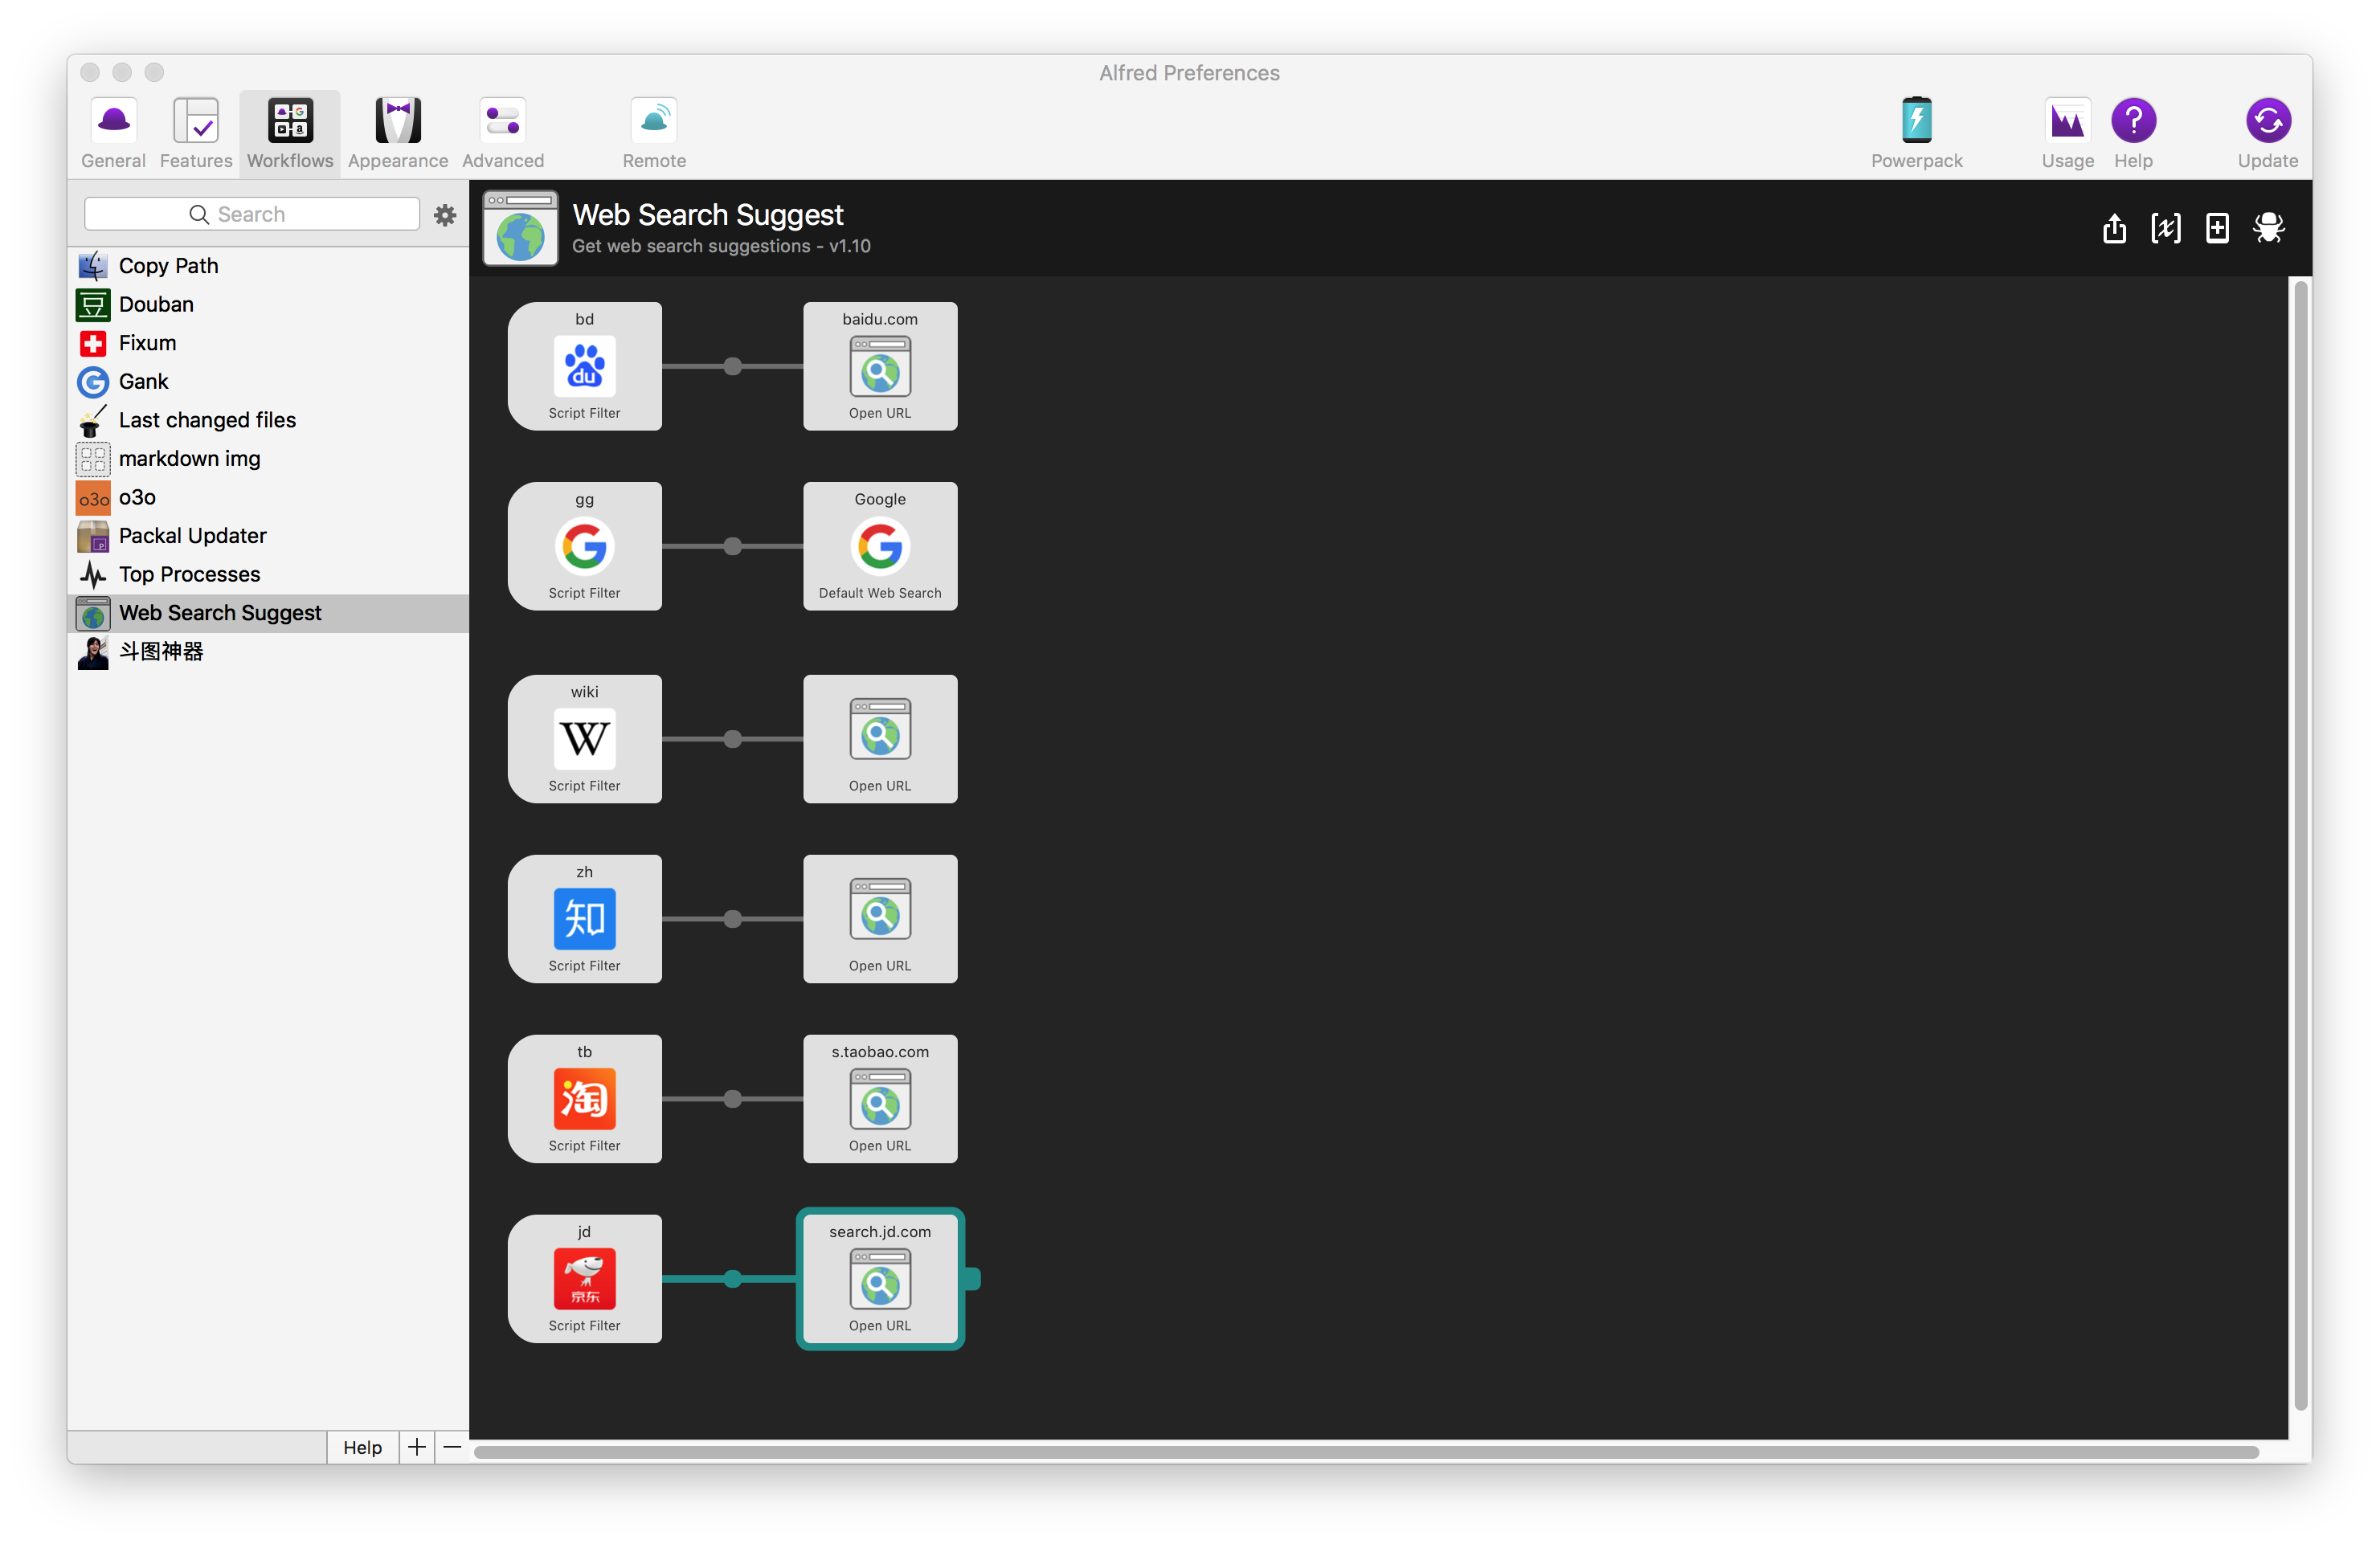 Alfred Preferences
General
Features
Workflows
Appearance
Advanced
Remote
Powerpack
Usage
Help
Update
Search
Web Search Suggest
Get web search suggestions - v1.10
Copy Path
豆
Douban
Fixum
Gank
Last changed files
markdown img
o3o
o3o
Packal Updater
Top Processes
Web Search Suggest
斗图神器
bd
du
Script Filter
baidu.com
Open URL
gg
G
Script Filter
Google
G
Default Web Search
wiki
W
Script Filter
Open URL
zh
知
Script Filter
Open URL
tb
淘
Script Filter
s.taobao.com
Open URL
jd
京东
Script Filter
search.jd.com
Open URL
Help